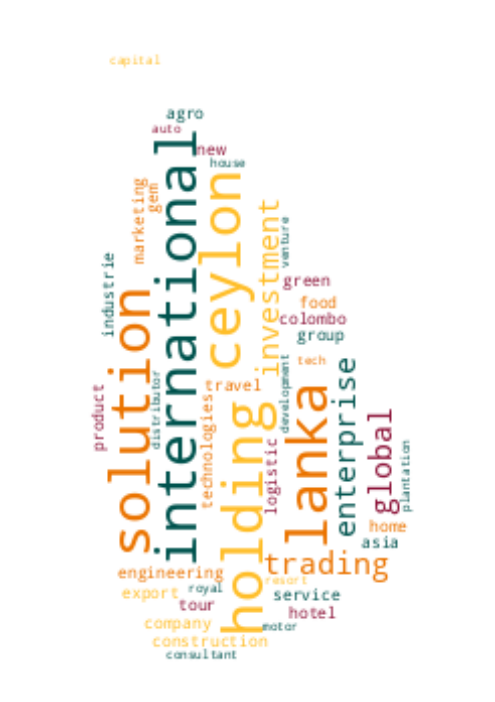 capital
agro
auto
new
house
international
ceylon
marketing
gem
investment
venture
industrie
green
food
colombo
group
solution
tech
development
enterprise
distributor
travel
lanka
product
technologies
holding
logistic
global
plantation
home
asia
trading
engineering
resort
export
royal
service
tour
hotel
company
motor
construction
consultant